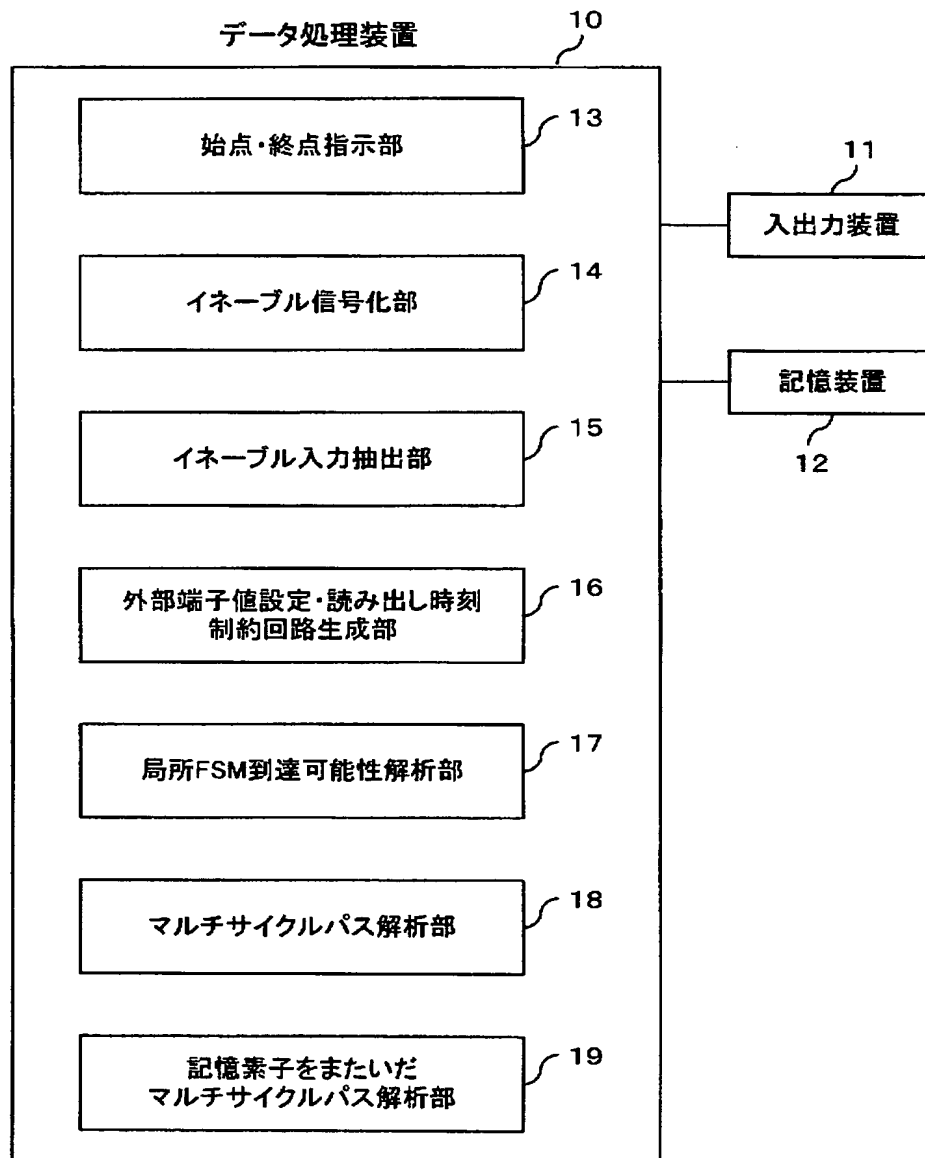 データ処理装置
10
始点・終点指示部
13
11
入出力装置
イネーブル信号化部
14
記憶装置
12
イネーブル入力抽出部
15
外部端子値設定・読み出し時刻
制約回路生成部
16
局所FSM到達可能性解析部
17
マルチサイクルパス解析部
18
記憶素子をまたいだ
マルチサイクルパス解析部
19